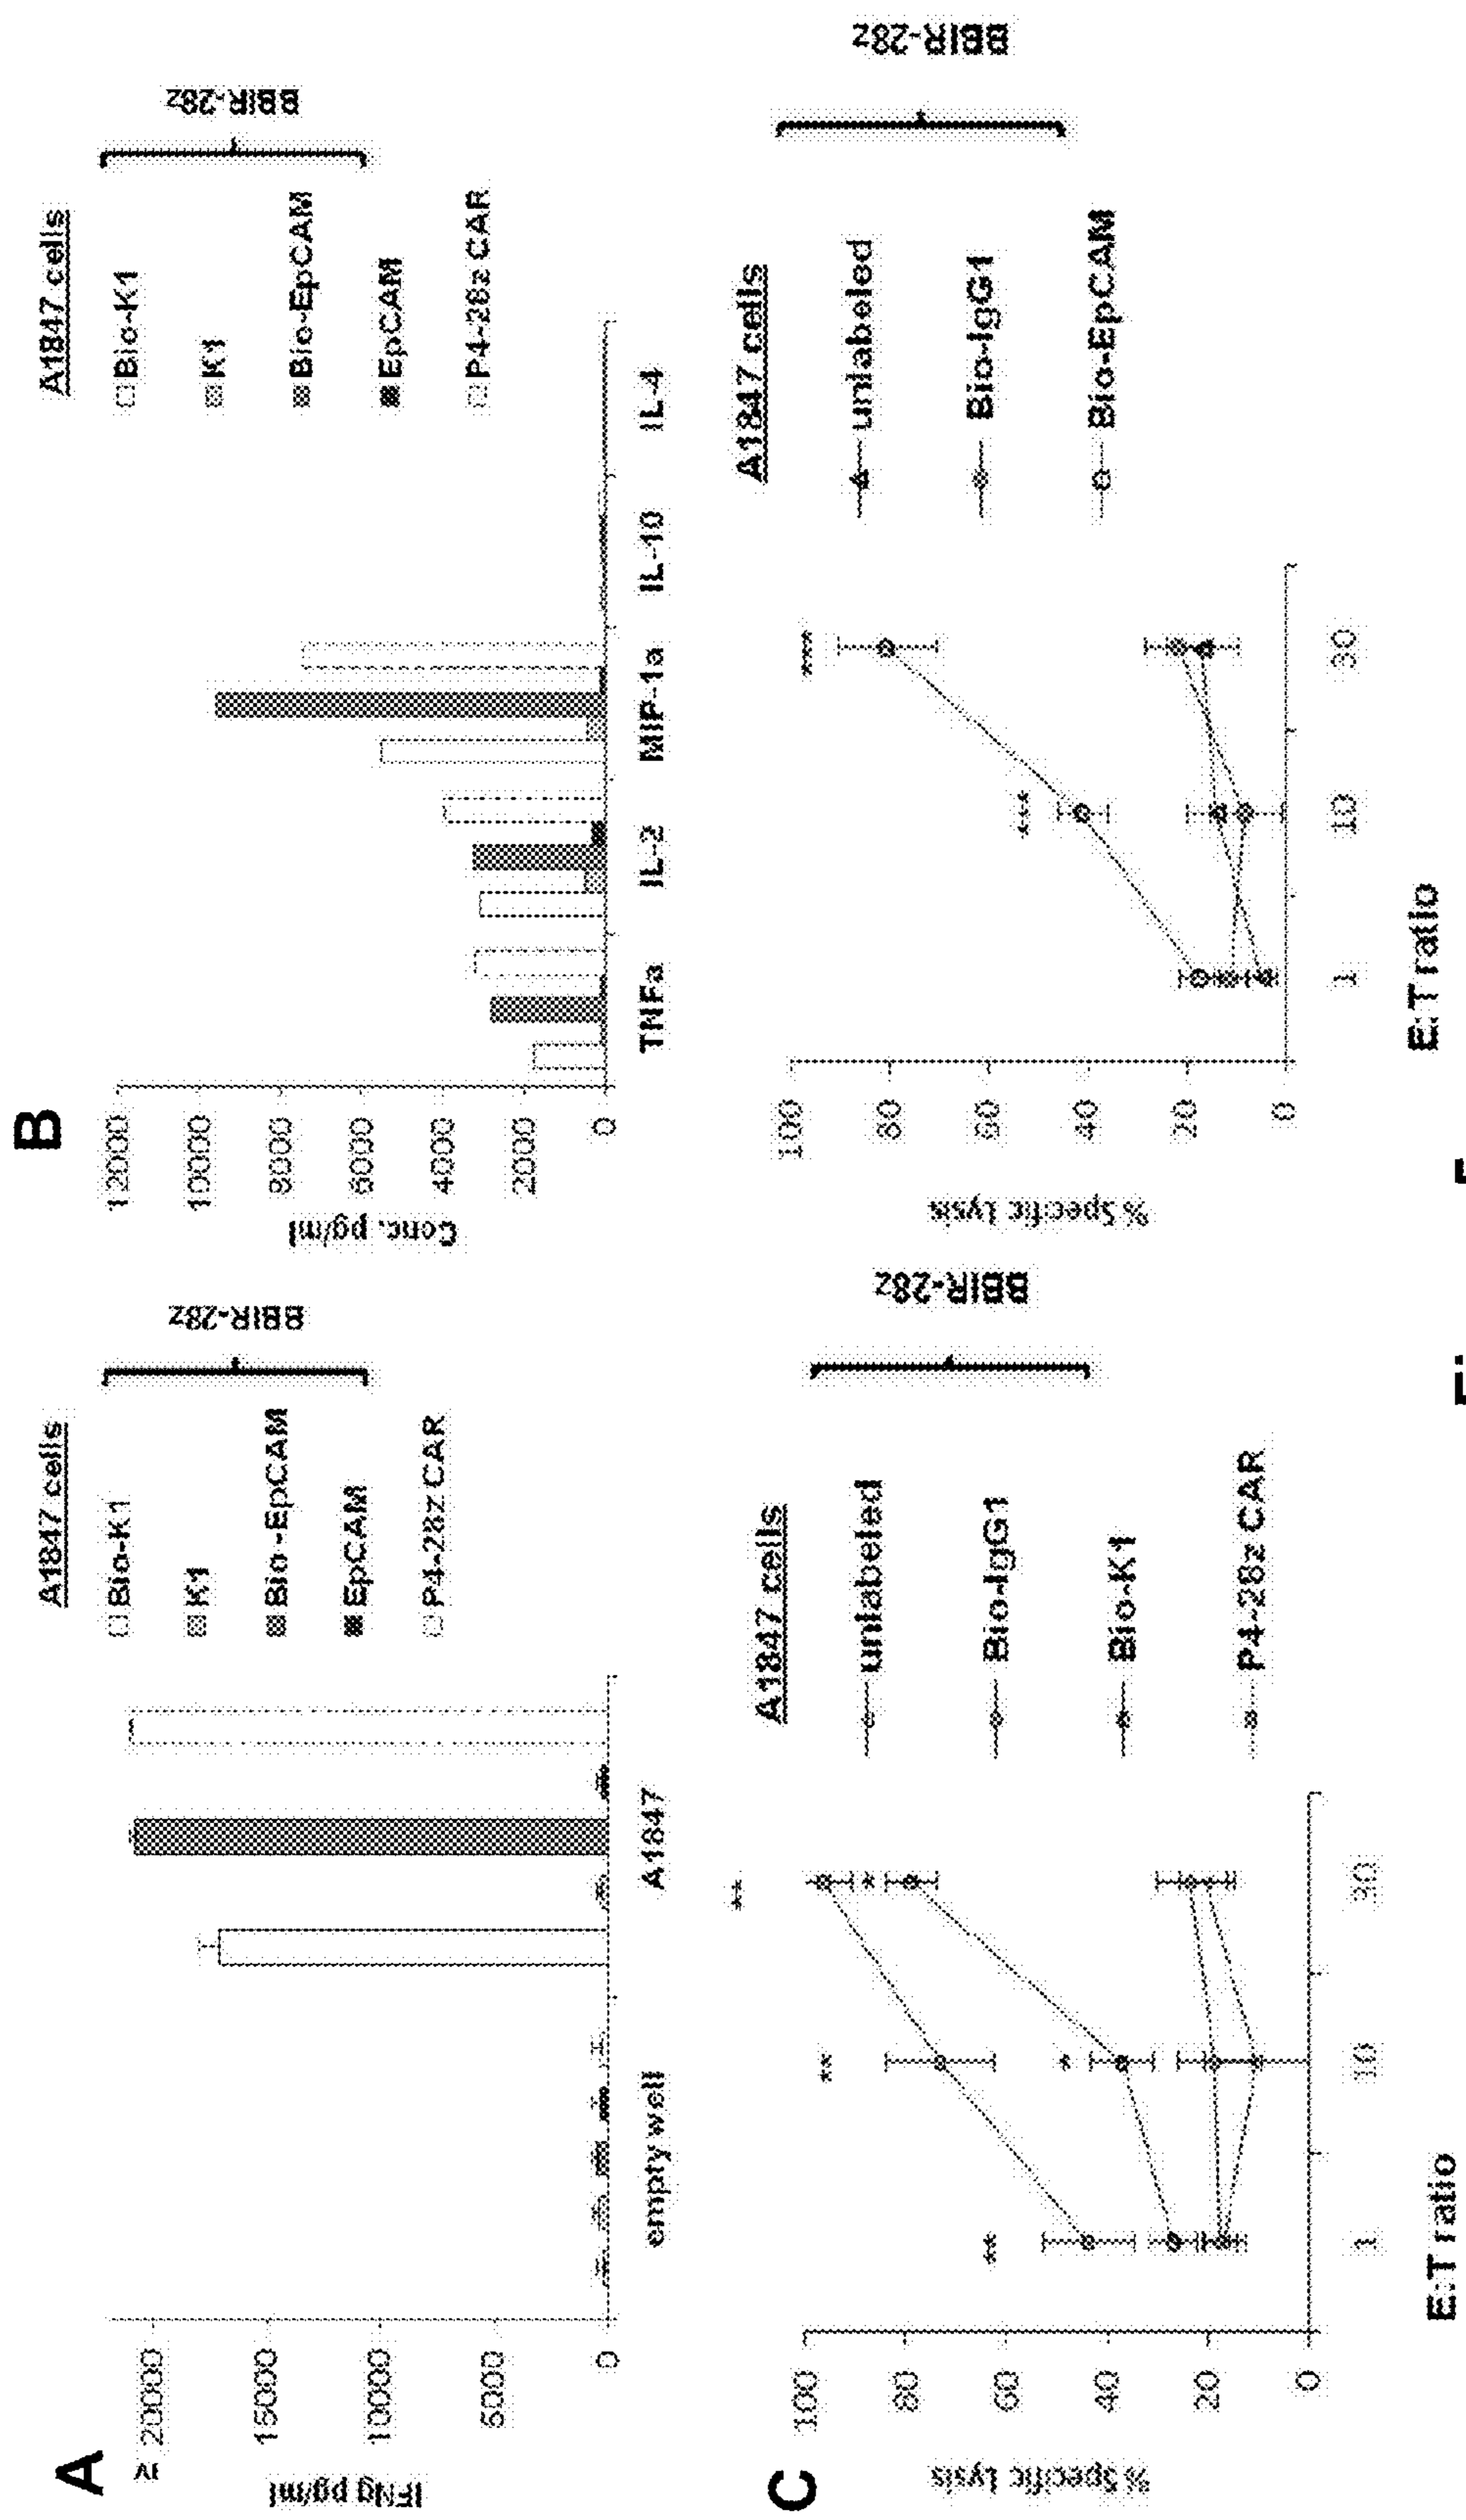 A
≥20000
15000
10000
5000
0
IFNg pg/ml
empty well
A1847
A1847 cells
Bio-K1
K1
Bio-EpCAM
EpCAM
P4-28z CAR
BBIR-28z
B
12000
10000
8000
6000
4000
2000
0
Conc. pg/ml
TNFa
IL-2
MIP-1a
IL-10
IL-4
A1847 cells
Bio-K1
K1
Bio-EpCAM
EpCAM
P4-28z CAR
BBIR-28z
C
100
80
60
40
20
0
% Specific Lysis
**
**
*
**
*
1
10
30
E:T ratio
A1847 cells
unlabeled
Bio-IgG1
Bio-K1
P4-28z CAR
BBIR-28z
100
80
60
40
20
0
% Specific Lysis
1
10
30
E:T ratio
A1847 cells
unlabeled
Bio-IgG1
Bio-EpCAM
BBIR-28z